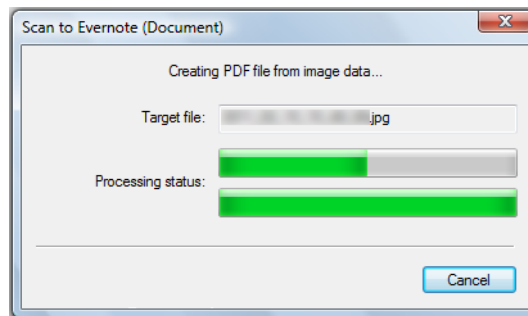 Scan to Evernote (Document)
Creating PDF file from image data...
Target file: .jpg
Processing status:
Cancel